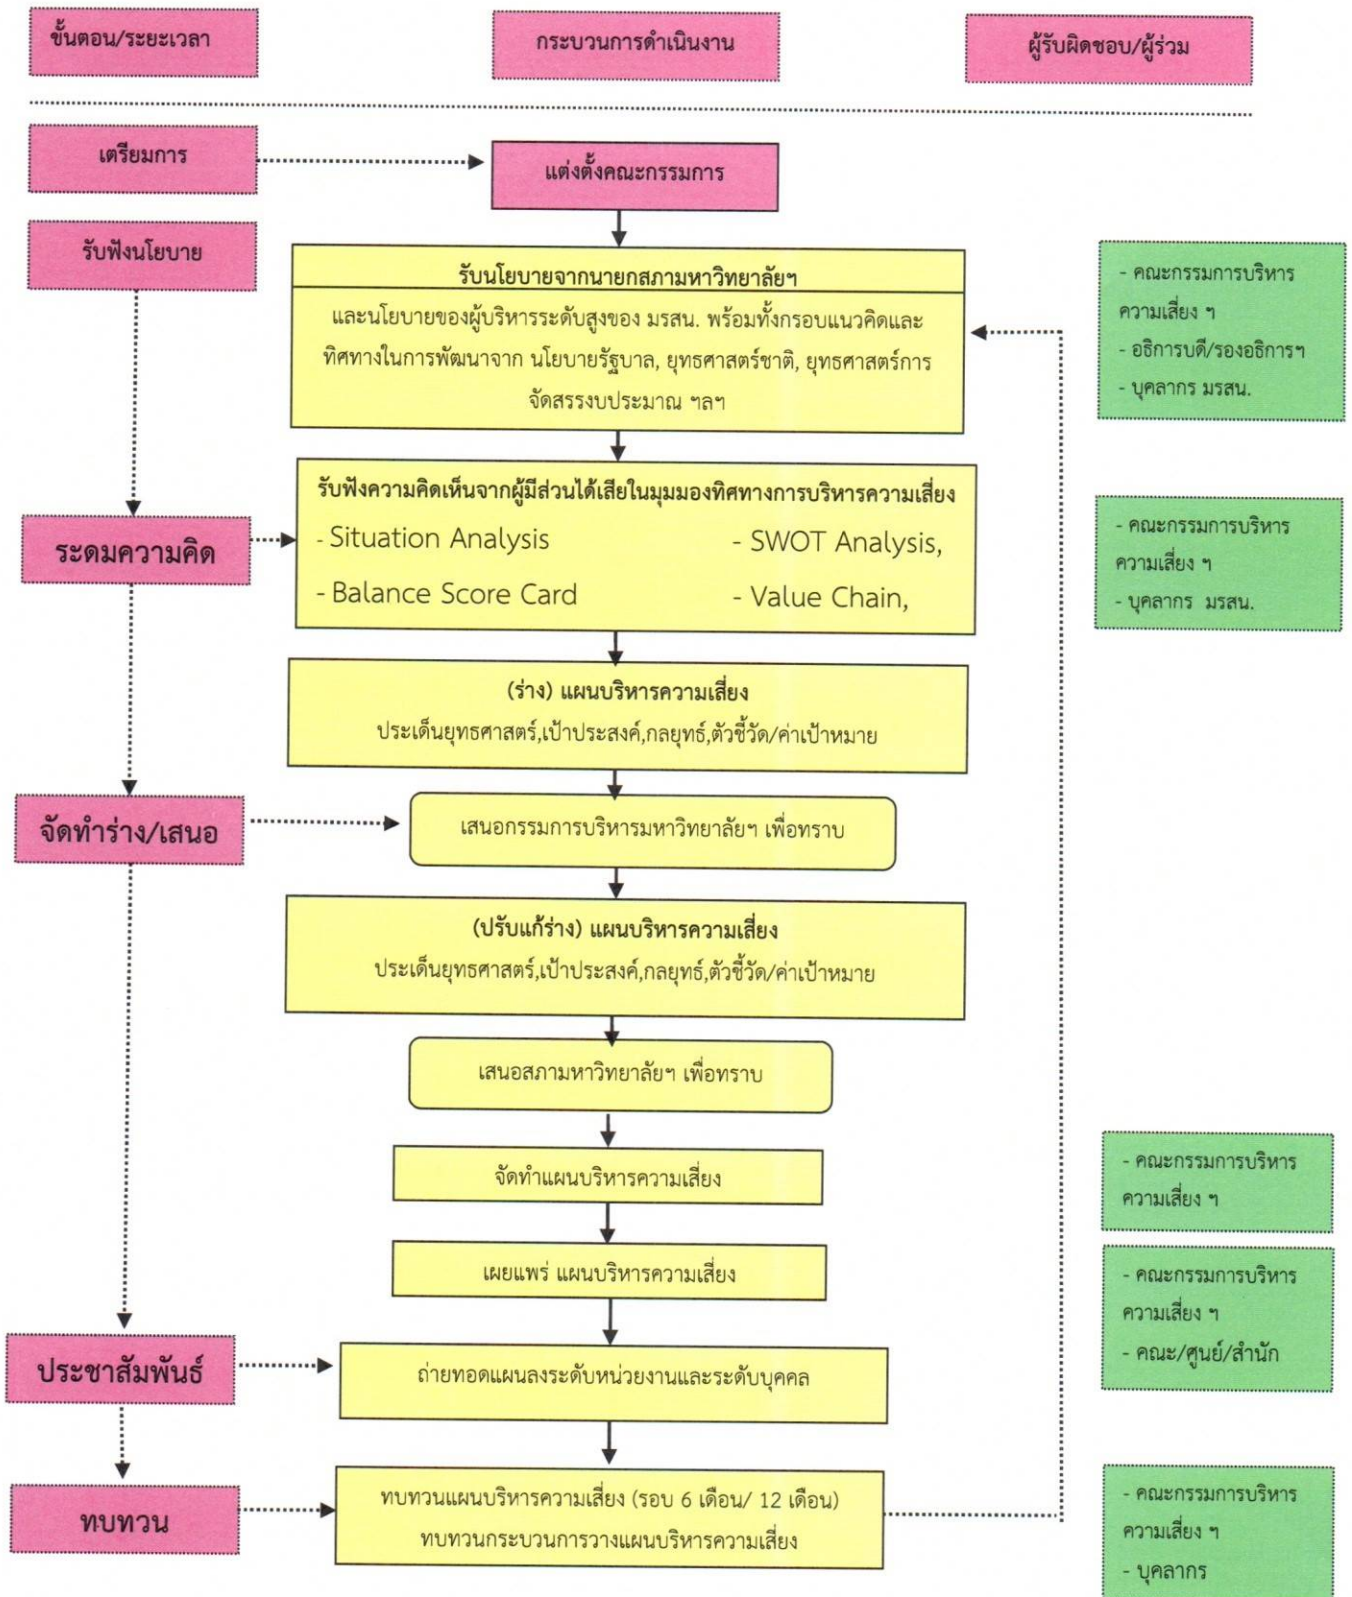 ขั้นตอน/ระยะเวลา
กระบวนการดำเนินงาน
ผู้รับผิดชอบ/ผู้ร่วม
เตรียมการ
แต่งตั้งคณะกรรมการ
รับฟังนโยบาย
รับนโยบายจากนายกสภามหาวิทยาลัยฯ
และนโยบายของผู้บริหารระดับสูงของ มรสน. พร้อมทั้งกรอบแนวคิดและ
ทิศทางในการพัฒนาจาก นโยบายรัฐบาล, ยุทธศาสตร์ชาติ, ยุทธศาสตร์การ
จัดสรรงบประมาณ ฯลฯ
- คณะกรรมการบริหาร
ความเสี่ยง ฯ
- อธิการบดี/รองอธิการฯ
- บุคลากร มรสน.
ระดมความคิด
รับฟังความคิดเห็นจากผู้มีส่วนได้เสียในมุมมองทิศทางการบริหารความเสี่ยง
- Situation Analysis
- SWOT Analysis,
- Balance Score Card
- Value Chain,
- คณะกรรมการบริหาร
ความเสี่ยง ฯ
- บุคลากร มรสน.
(ร่าง) แผนบริหารความเสี่ยง
ประเด็นยุทธศาสตร์,เป้าประสงค์,กลยุทธ์,ตัวชี้วัด/ค่าเป้าหมาย
จัดทำร่าง/เสนอ
เสนอกรรมการบริหารมหาวิทยาลัยฯ เพื่อทราบ
(ปรับแก้ร่าง) แผนบริหารความเสี่ยง
ประเด็นยุทธศาสตร์,เป้าประสงค์,กลยุทธ์,ตัวชี้วัด/ค่าเป้าหมาย
เสนอสภามหาวิทยาลัยฯ เพื่อทราบ
จัดทำแผนบริหารความเสี่ยง
- คณะกรรมการบริหาร
ความเสี่ยง ฯ
เผยแพร่ แผนบริหารความเสี่ยง
- คณะกรรมการบริหาร
ความเสี่ยง ฯ
- คณะ/ศูนย์/สำนัก
ประชาสัมพันธ์
ถ่ายทอดแผนลงระดับหน่วยงานและระดับบุคคล
ทบทวน
ทบทวนแผนบริหารความเสี่ยง (รอบ 6 เดือน/ 12 เดือน)
ทบทวนกระบวนการวางแผนบริหารความเสี่ยง
- คณะกรรมการบริหาร
ความเสี่ยง ฯ
- บุคลากร